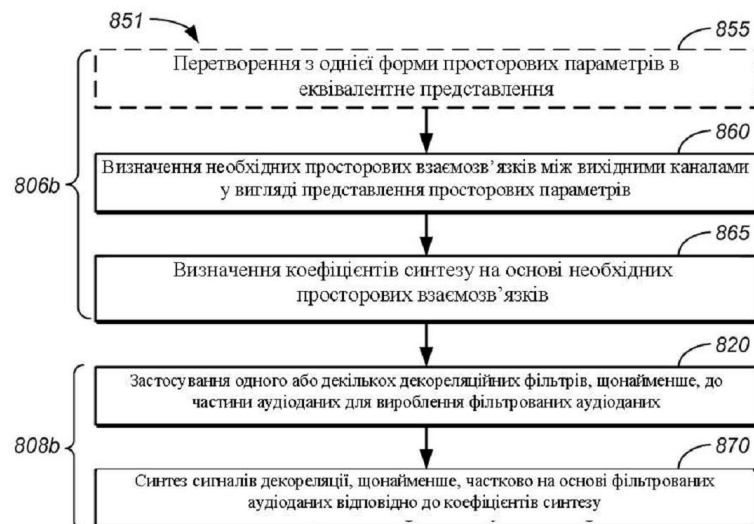 851
855
Перетворення з однієї форми просторових параметрів в
еквівалентне представлення
860
Визначення необхідних просторових взаємозв’язків між вихідними каналами
у вигляді представлення просторових параметрів
806b
865
Визначення коефіцієнтів синтезу на основі необхідних
просторових взаємозв’язків
820
Застосування одного або декількох декореляційних фільтрів, щонайменше, до
частини аудіоданих для вироблення фільтрованих аудіоданих
808b
870
Синтез сигналів декореляції, щонайменше, частково на основі фільтрованих
аудіоданих відповідно до коефіцієнтів синтезу